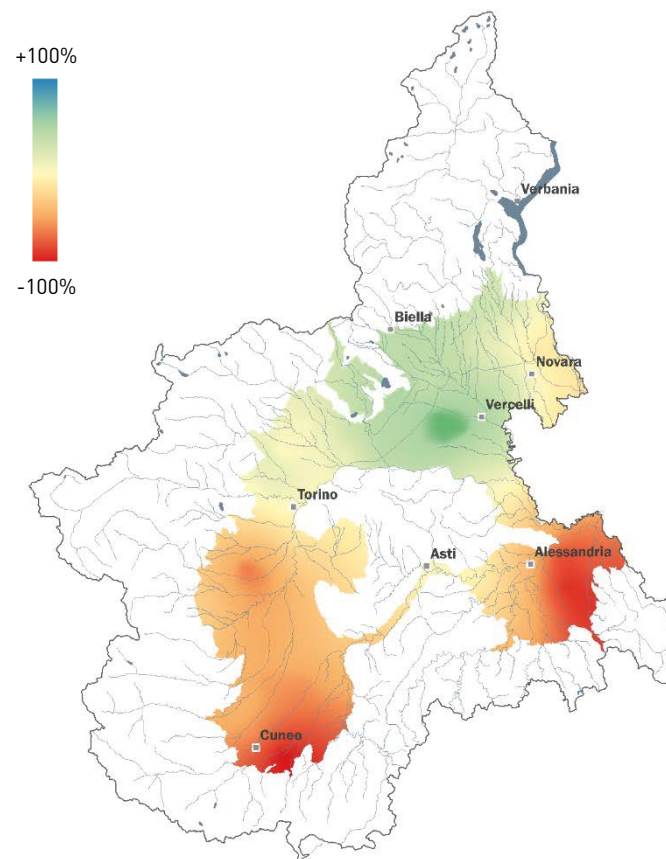 +100%
-100%
Verbania
Biella
Novara
Vercelli
Torino
Asti
Alessandria
Cuneo